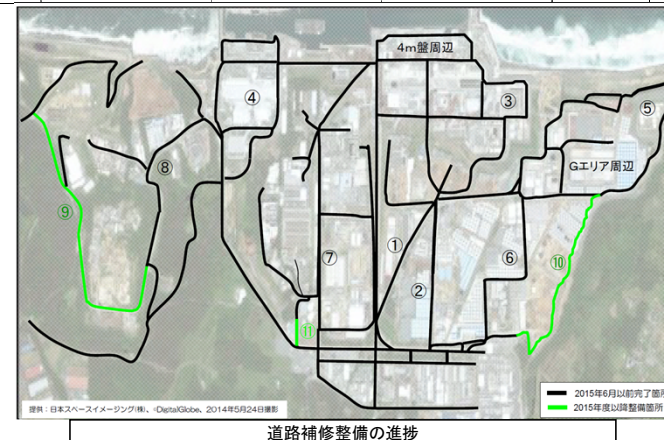 4m盤周辺
④
③
⑤
Gエリア周辺
⑧
⑨
①
⑦
⑥
⑩
②
⑪
2015年6月以前完了箇所
2015年度以降整備箇所
提供：日本スペースイメージング(株)、©DigitalGlobe、2014年5月24日撮影
道路補修整備の進捗